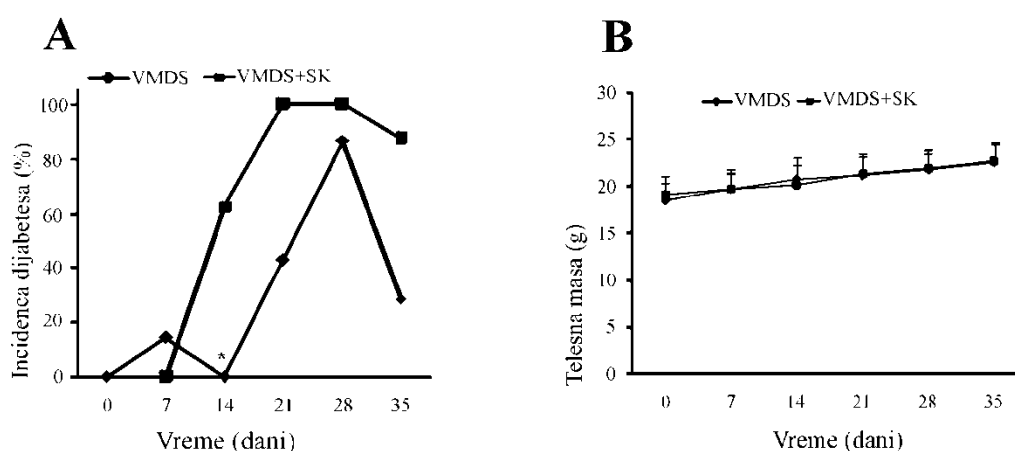 A
VMDS VMDS+SK
Incidenca dijabetesa (%)
100
80
60
40
20
0
*
0 7 14 21 28 35
Vreme (dani)
B
VMDS VMDS+SK
Telesna masa (g)
30
25
20
15
10
5
0
0 7 14 21 28 35
Vreme (dani)